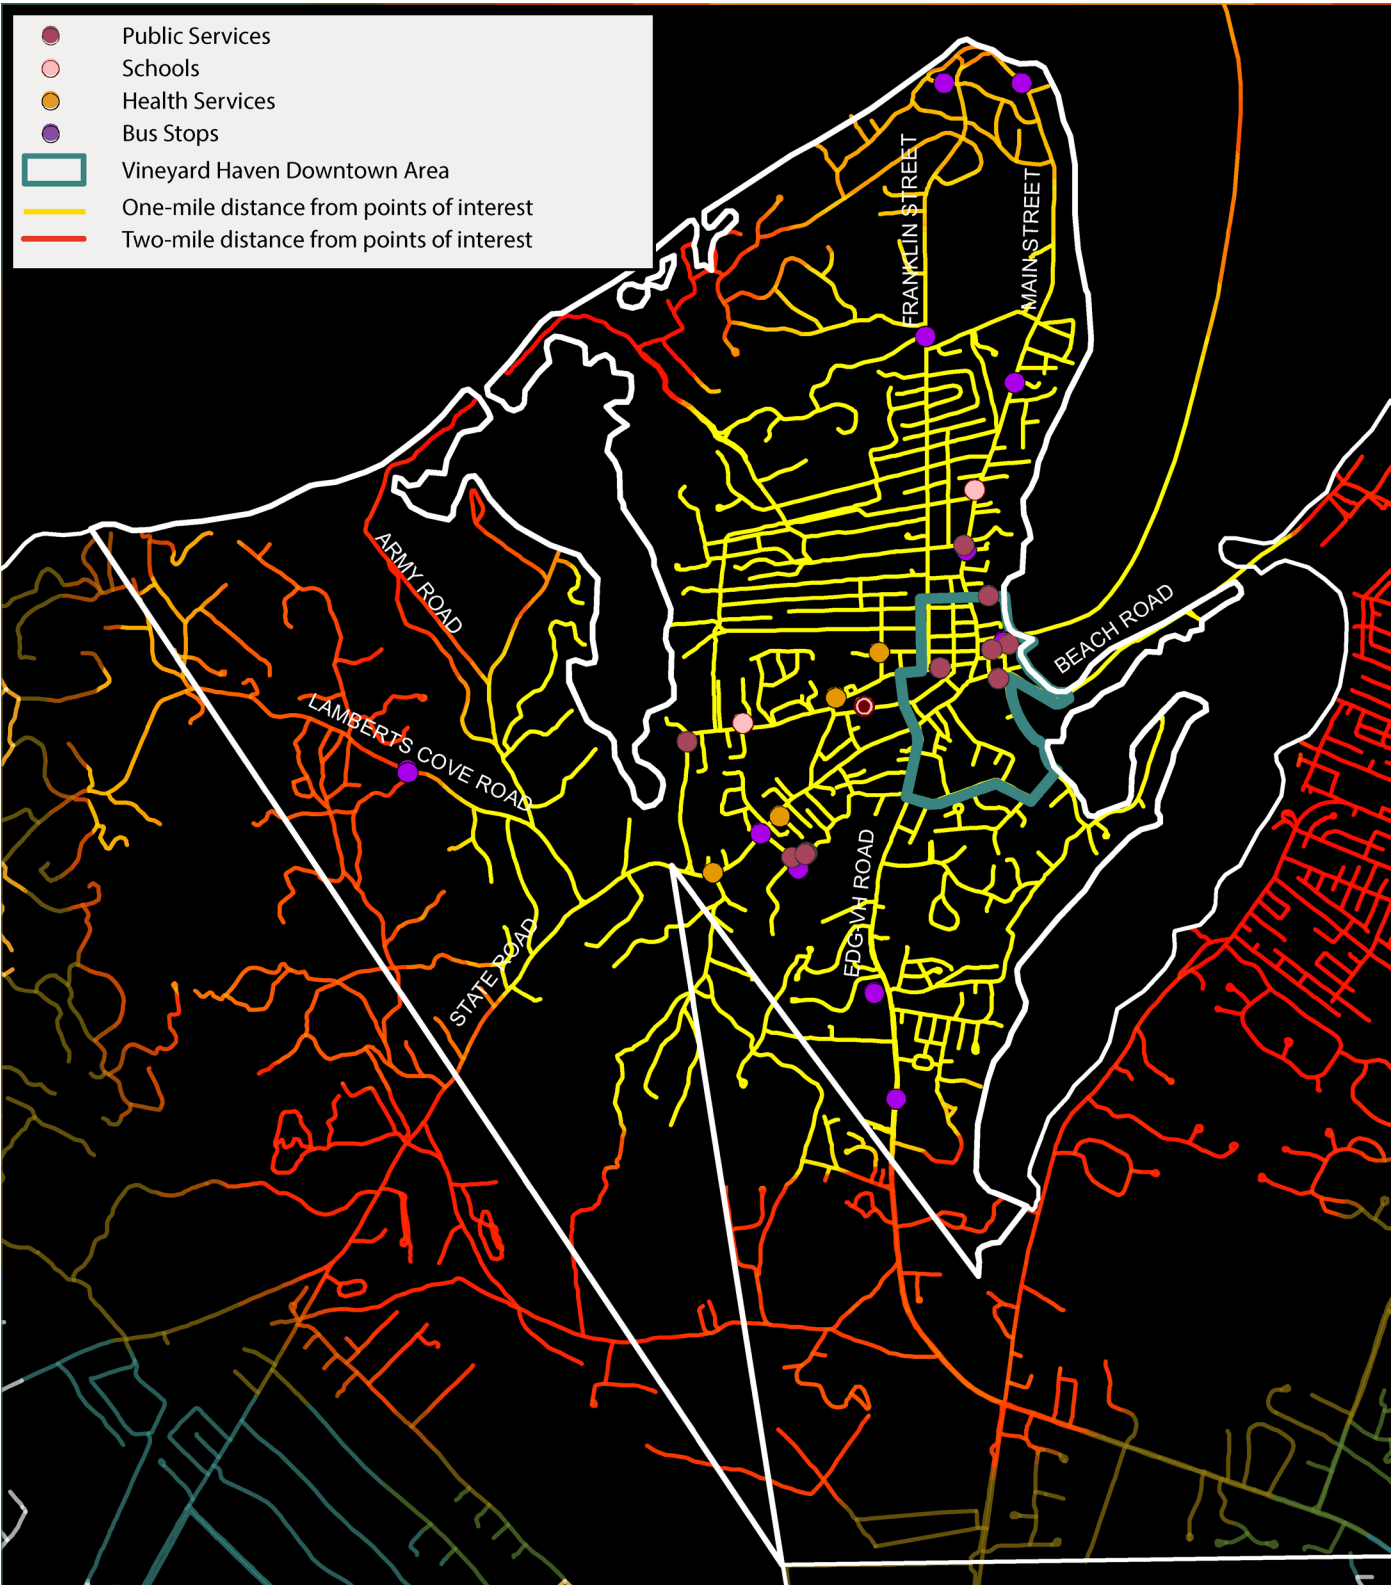 Public Services
Schools
Health Services
Bus Stops
Vineyard Haven Downtown Area
One-mile distance from points of interest
Two-mile distance from points of interest
FRANKLIN STREET
MAIN STREET
ARMY ROAD
BEACH ROAD
LAMBERTS COVE ROAD
EDG-VH ROAD
STATE ROAD